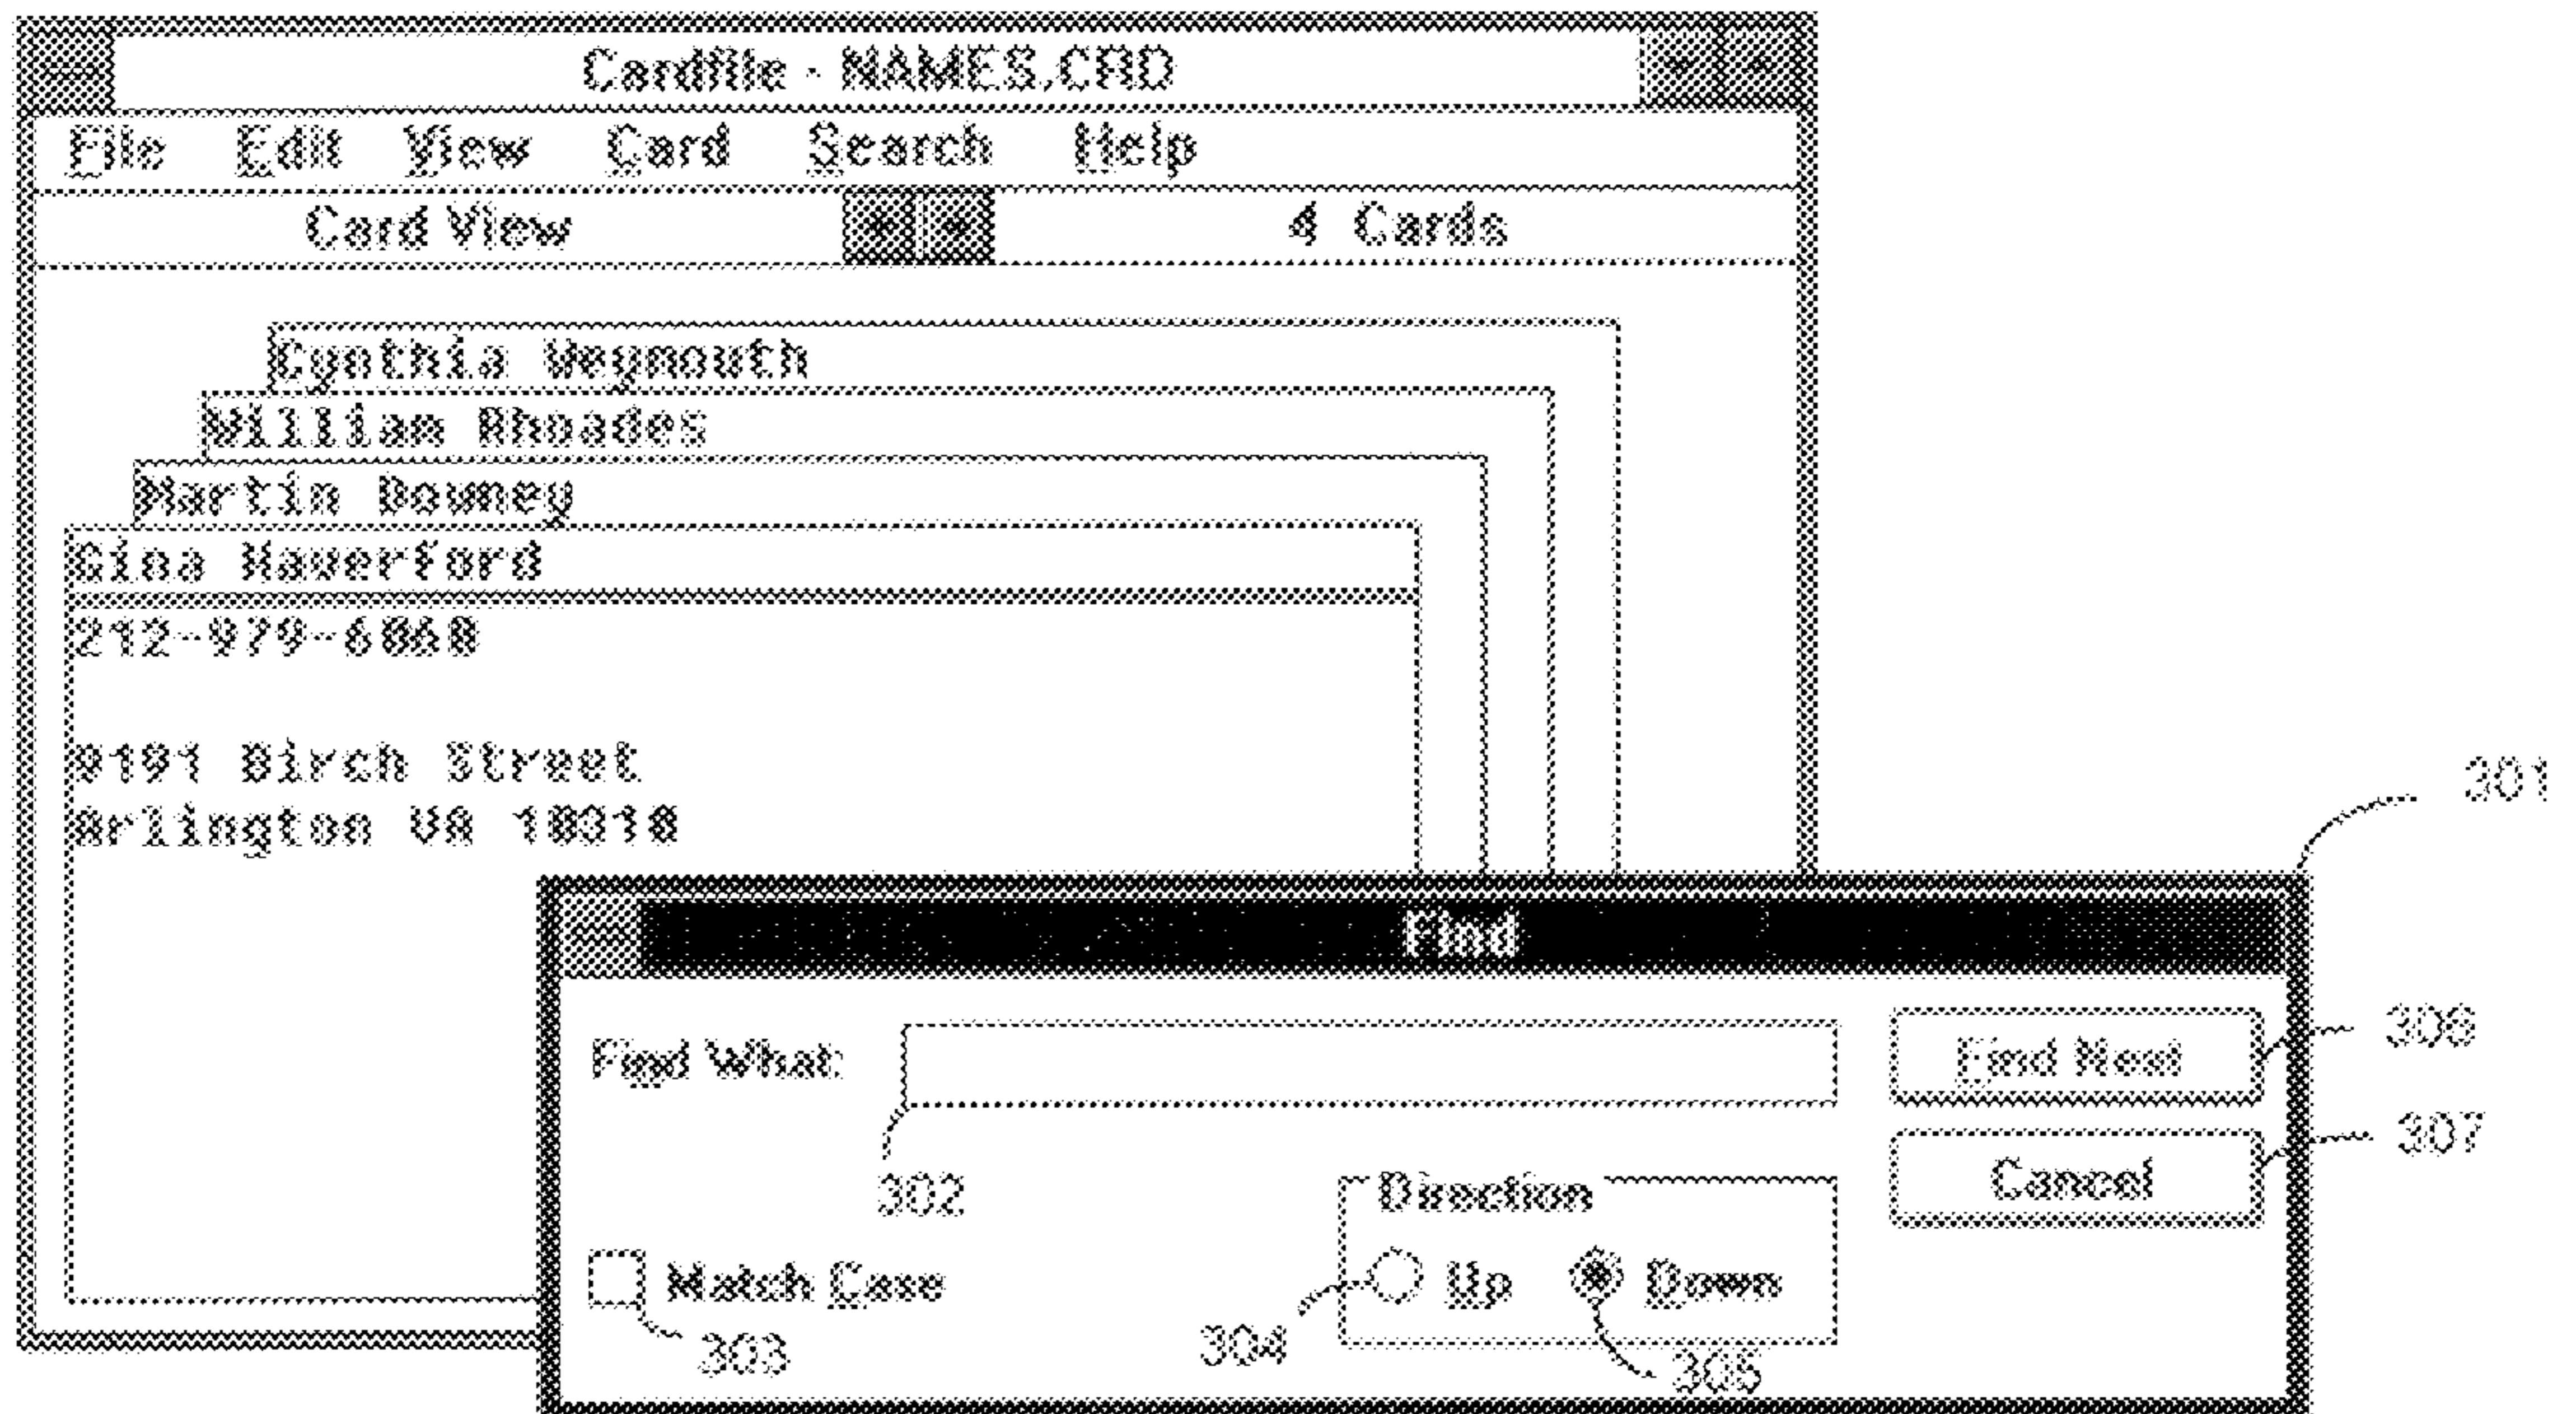 Cardfile - NAMES.CRD
File Edit View Card Search Help
Card View 4 Cards
Cynthia Weymouth
William Rhoades
Martin Downey
Gina Haverford
212-979-6060
9191 Birch Street
Arlington VA 10310
301
Find
Find What:
Find Next
306
302
Cancel
307
Direction
Match Case
Up
Down
303
304
305